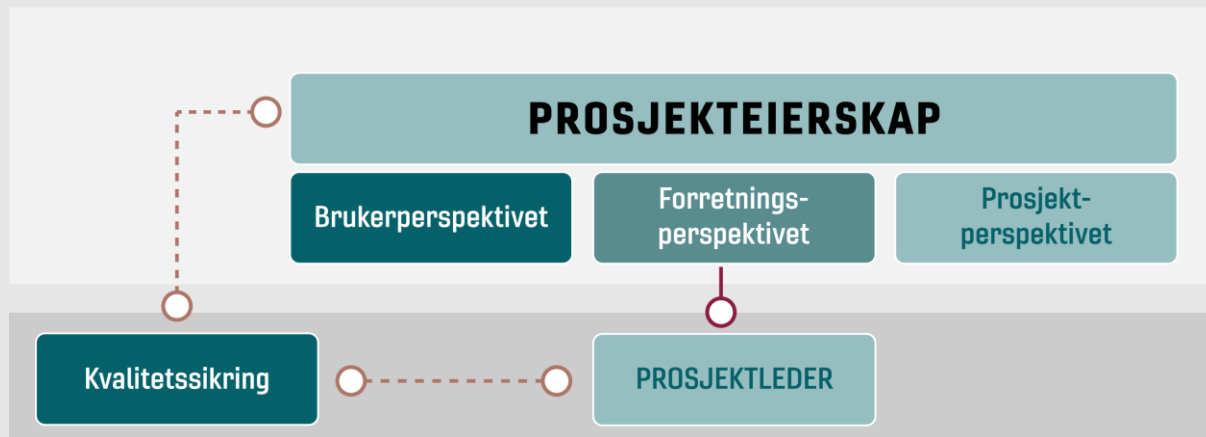 PROSJEKTEIERSKAP
Brukerperspektivet
Forretnings-
perspektivet
Prosjekt-
perspektivet
Kvalitetssikring
PROSJEKTLEDER